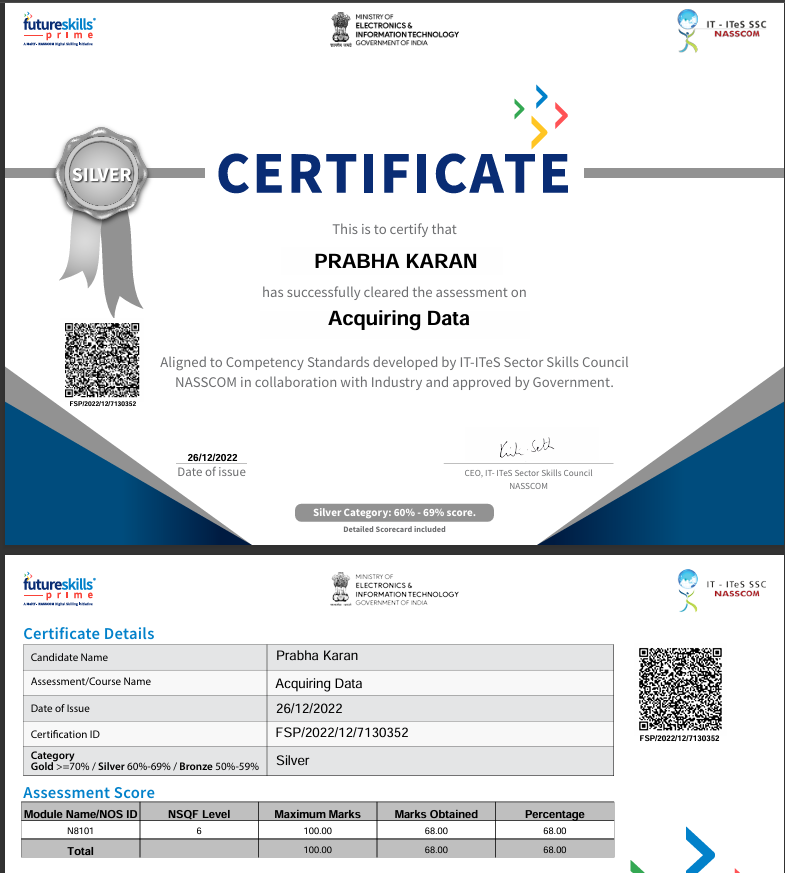 futureskills
prime
A MeitY- NASSCOM Digital Skilling Initiative
MINISTRY OF
ELECTRONICS &
INFORMATION TECHNOLOGY
GOVERNMENT OF INDIA
सत्यमेव जयते
IT - ITeS SSC
NASSCOM
SILVER
CERTIFICATE
This is to certify that
PRABHA KARAN
has successfully cleared the assessment on
Acquiring Data
Aligned to Competency Standards developed by IT-ITeS Sector Skills Council
NASSCOM in collaboration with Industry and approved by Government.
FSP/2022/12/7130352
26/12/2022
Date of issue
CEO, IT- ITeS Sector Skills Council
NASSCOM
Silver Category: 60% - 69% score.
Detailed Scorecard included
futureskills
prime
A MeitY- NASSCOM Digital Skilling Initiative
MINISTRY OF
ELECTRONICS &
INFORMATION TECHNOLOGY
GOVERNMENT OF INDIA
सत्यमेव जयते
IT - ITeS SSC
NASSCOM
Certificate Details
Candidate Name Prabha Karan
Assessment/Course Name Acquiring Data
Date of Issue 26/12/2022
Certification ID FSP/2022/12/7130352
Category
Gold >=70% / Silver 60%-69% / Bronze 50%-59% Silver
FSP/2022/12/7130352
Assessment Score
Module Name/NOS ID NSQF Level Maximum Marks Marks Obtained Percentage
N8101 6 100.00 68.00 68.00
Total 100.00 68.00 68.00